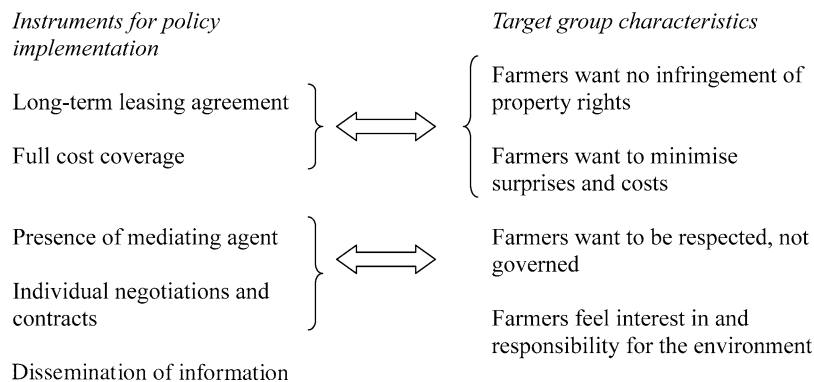 Instruments for policy
implementation
Long-term leasing agreement
Full cost coverage
Presence of mediating agent
Individual negotiations and
contracts
Dissemination of information
Target group characteristics
Farmers want no infringement of
property rights
Farmers want to minimise
surprises and costs
Farmers want to be respected, not
governed
Farmers feel interest in and
responsibility for the environment